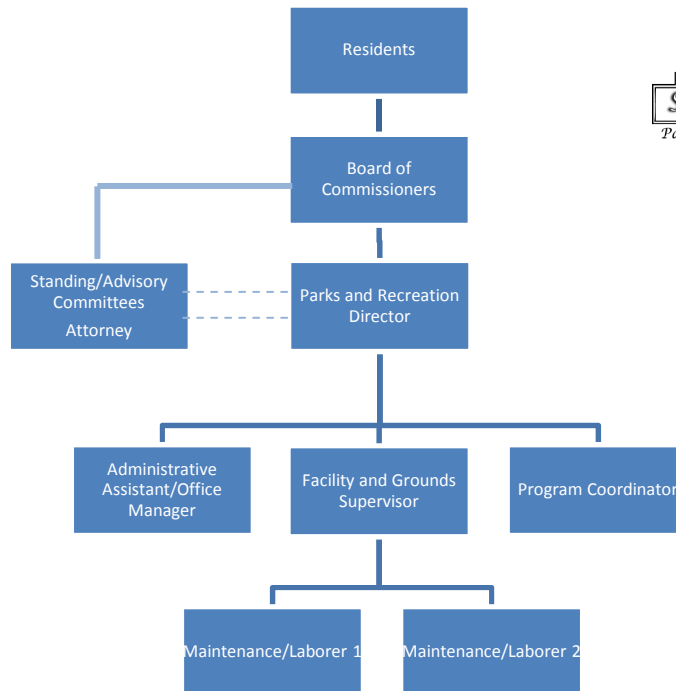 Residents
Board of
Commissioners
Standing/Advisory
Committees
Attorney
Parks and Recreation
Director
Administrative
Assistant/Office
Manager
Facility and Grounds
Supervisor
Program Coordinator
Maintenance/Laborer 1
Maintenance/Laborer 2